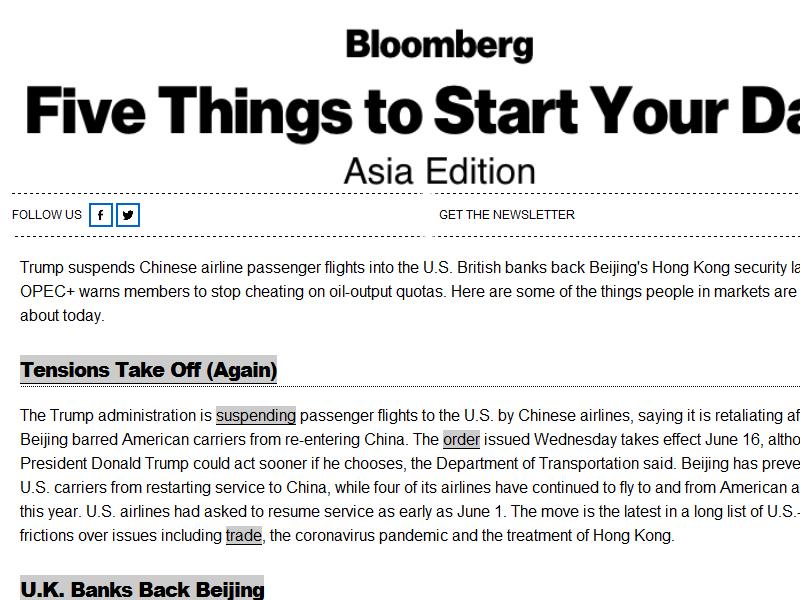 Bloomberg
Five Things to Start Your Da
Asia Edition
FOLLOW US
GET THE NEWSLETTER
Trump suspends Chinese airline passenger flights into the U.S. British banks back Beijing's Hong Kong security la
OPEC+ warns members to stop cheating on oil-output quotas. Here are some of the things people in markets are
about today.
Tensions Take Off (Again)
The Trump administration is suspending passenger flights to the U.S. by Chinese airlines, saying it is retaliating af
Beijing barred American carriers from re-entering China. The order issued Wednesday takes effect June 16, altho
President Donald Trump could act sooner if he chooses, the Department of Transportation said. Beijing has preve
U.S. carriers from restarting service to China, while four of its airlines have continued to fly to and from American a
this year. U.S. airlines had asked to resume service as early as June 1. The move is the latest in a long list of U.S.-
frictions over issues including trade, the coronavirus pandemic and the treatment of Hong Kong.
U.K. Banks Back Beijing